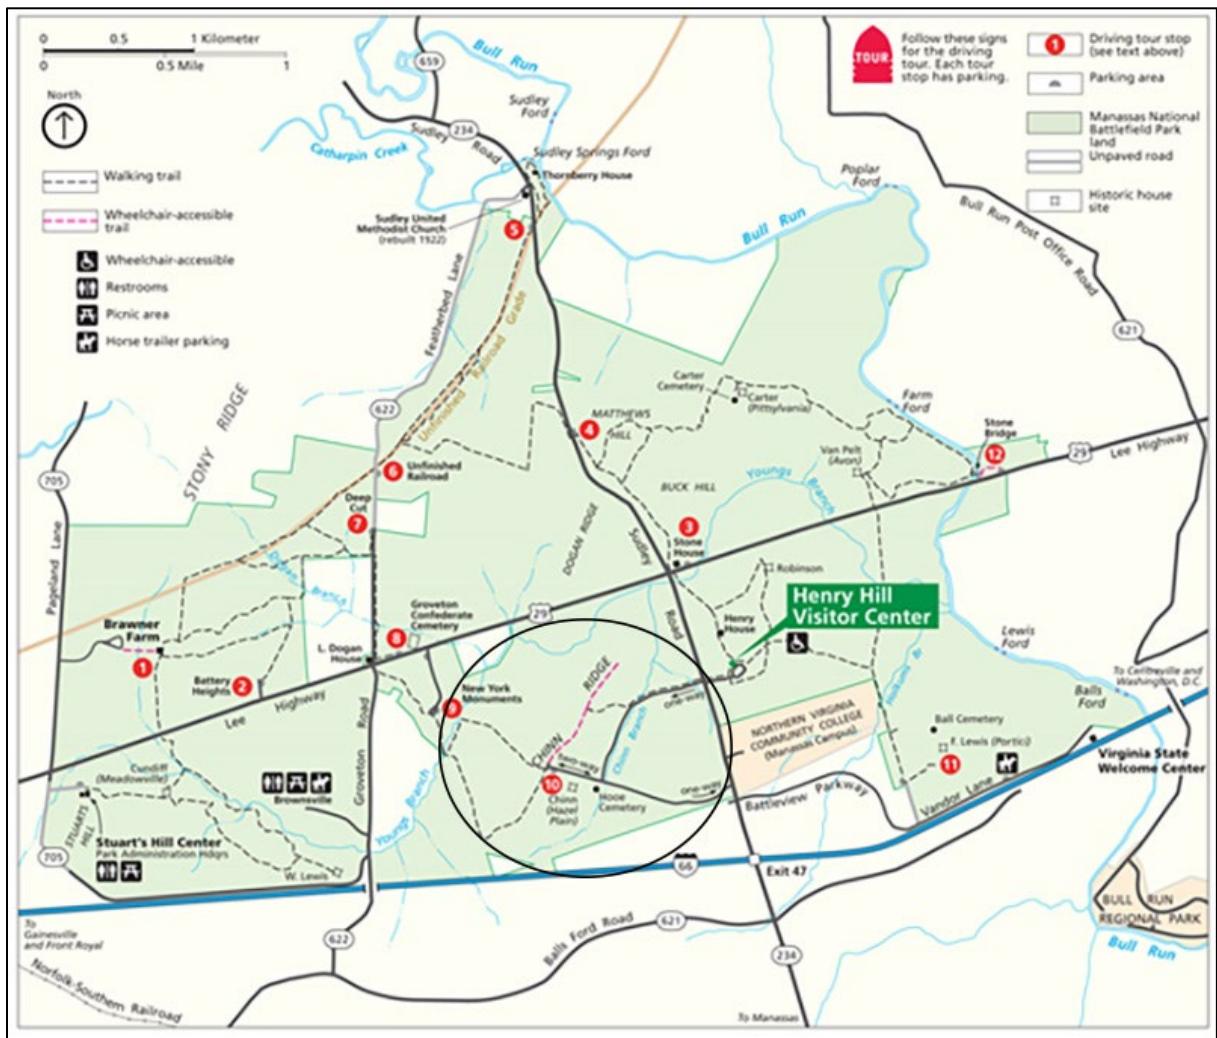 0
0.5
1 Kilometer
0
0.5 Mile
1
North
Walking trail
Wheelchair-accessible
trail
Wheelchair-accessible
Restrooms
Picnic area
Horse trailer parking
TOUR
Follow these signs
for the driving
tour. Each tour
stop has parking.
1
Driving tour stop
(see text above)
Parking area
Manassas National
Battlefield Park
land
Unpaved road
Historic house
site
Bull Run
659
Sudley
Ford
234
Sudley
Road
Sudley Springs Ford
Catharpin Creek
Thornberry House
Sudley United
Methodist Church
(rebuilt 1922)
5
Poplar
Ford
Bull Run
Bull Run Post Office Road
621
Featherbed Lane
Unfinished Railroad Grade
STONY RIDGE
622
Carter
Cemetery
Carter
(Pittsylvania)
MATTHEWS
HILL
4
Farm
Ford
Stone
Bridge
12
29
Lee Highway
Van Pelt
(Avon)
Youngs
Branch
BUCK HILL
705
6
Unfinished
Railroad
Deep
Cut
7
DOGAN RIDGE
3
Stone
House
Sudley
Road
Pageland Lane
Dogan Branch
Robinson
Henry Hill
Visitor Center
Henry
House
Groveton
Confederate
Cemetery
29
8
Brawner
Farm
1
L. Dogan
House
Battery
Heights
2
Lee Highway
New York
Monuments
9
CHINN RIDGE
one-way
Chinn Branch
Holkums Br
Lewis
Ford
To Centreville and
Washington, D.C.
Balls
Ford
NORTHERN VIRGINIA
COMMUNITY COLLEGE
(Manassas Campus)
Ball Cemetery
F. Lewis (Portici)
11
Virginia State
Welcome Center
Cundiff
(Meadowville)
Brownsville
Groveton Road
Youngs Branch
two-way
10
Chinn
(Hazel
Plain)
Hooe
Cemetery
one-way
Battleview Parkway
Vandor Lane
STUARTS
HILL
Stuart's Hill Center
Park Administration Hdqrs
705
W. Lewis
66
Exit 47
To
Gainesville
and Front Royal
622
Balls Ford Road
621
234
BULL RUN
REGIONAL PARK
Bull Run
Norfolk-Southern Railroad
To Manassas